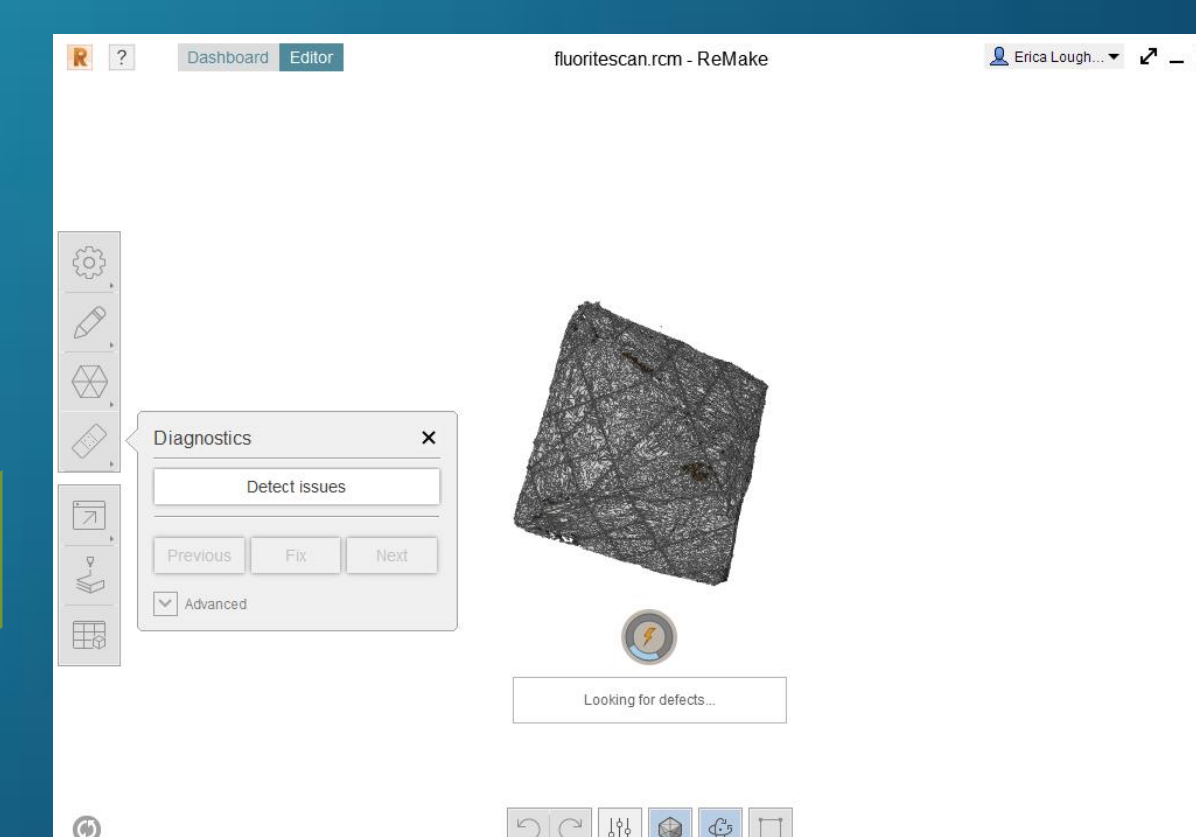 R ? Dashboard Editor fluoritescan.rcm - ReMake Erica Lough...
Diagnostics
Detect issues
Previous Fix Next
Advanced
Looking for defects...